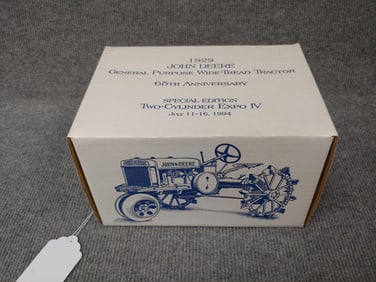 1929
JOHN DEERE
GENERAL PURPOSE WIDE-TREAD TRACTOR
65TH ANNIVERSARY
SPECIAL EDITION
TWO-CYLINDER EXPO IV
JULY 11-16, 1994
JOHN DEERE